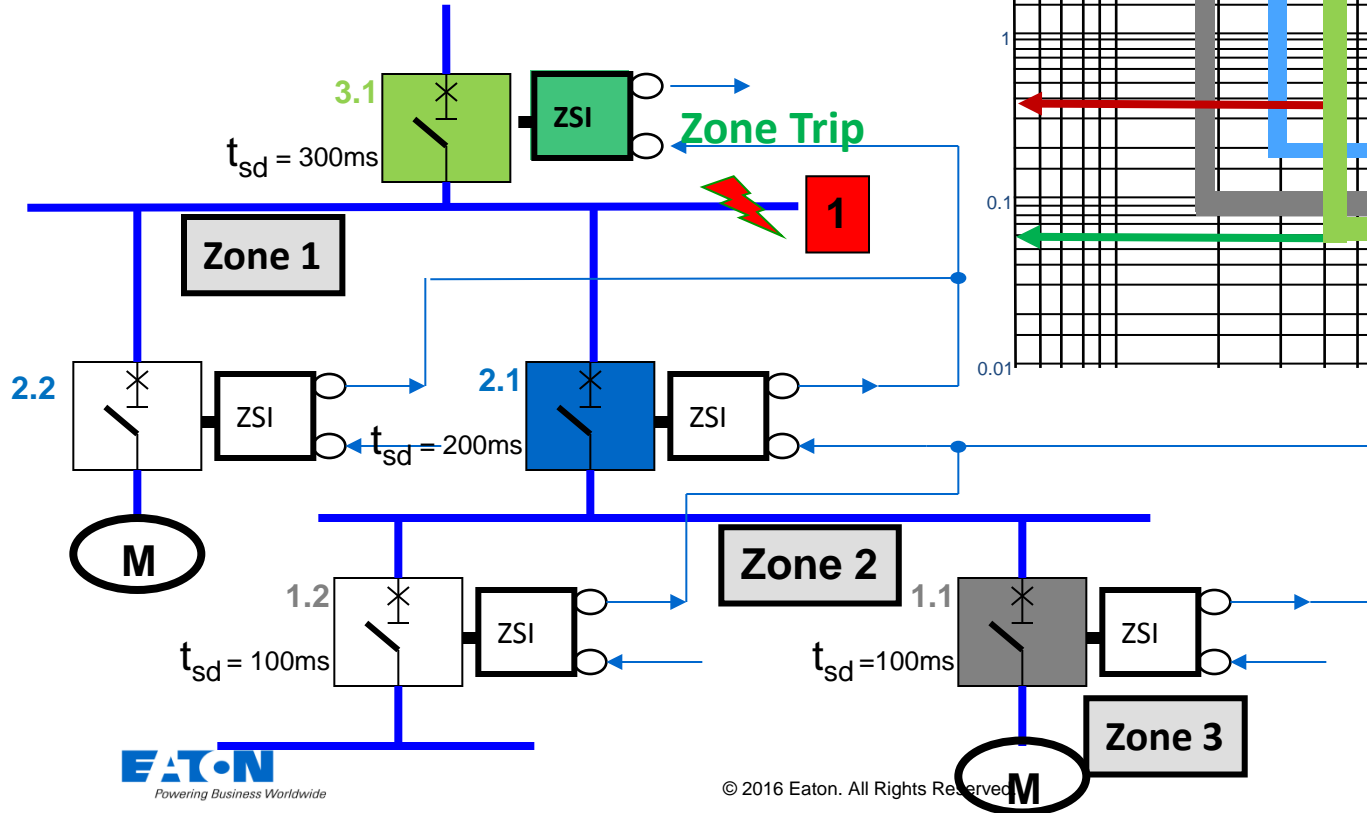 1
0.1
0.01
3.1
ZSI
Zone Trip
t_sd = 300ms
1
Zone 1
2.2
ZSI
2.1
ZSI
t_sd = 200ms
M
Zone 2
1.2
ZSI
t_sd = 100ms
1.1
ZSI
t_sd =100ms
Zone 3
M
EATON
Powering Business Worldwide
© 2016 Eaton. All Rights Reserved.